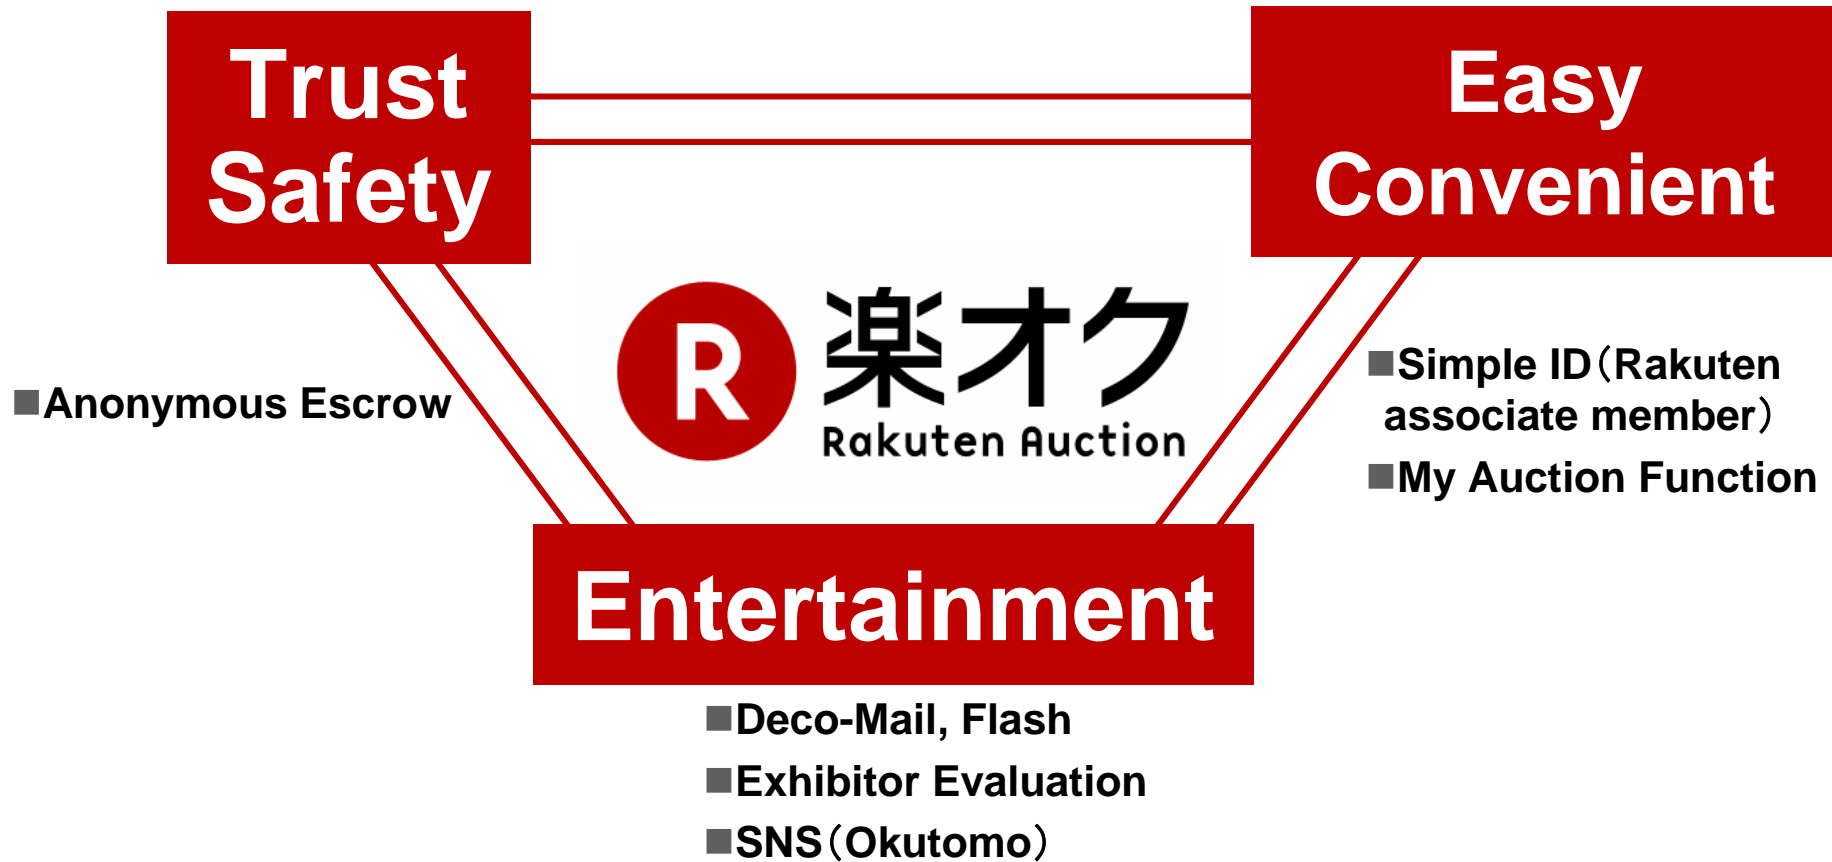 Trust
Safety
Easy
Convenient
R
楽オク
Rakuten Auction
■Anonymous Escrow
■Simple ID（Rakuten
associate member）
■My Auction Function
Entertainment
■Deco-Mail, Flash
■Exhibitor Evaluation
■SNS（Okutomo）